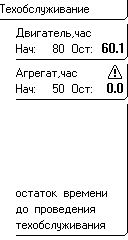 Техобслуживание
Двигатель,час
Нач: 80 Ост: 60.1
Агрегат,час
Нач: 50 Ост: 0.0
остаток времени
до проведения
техобслуживания